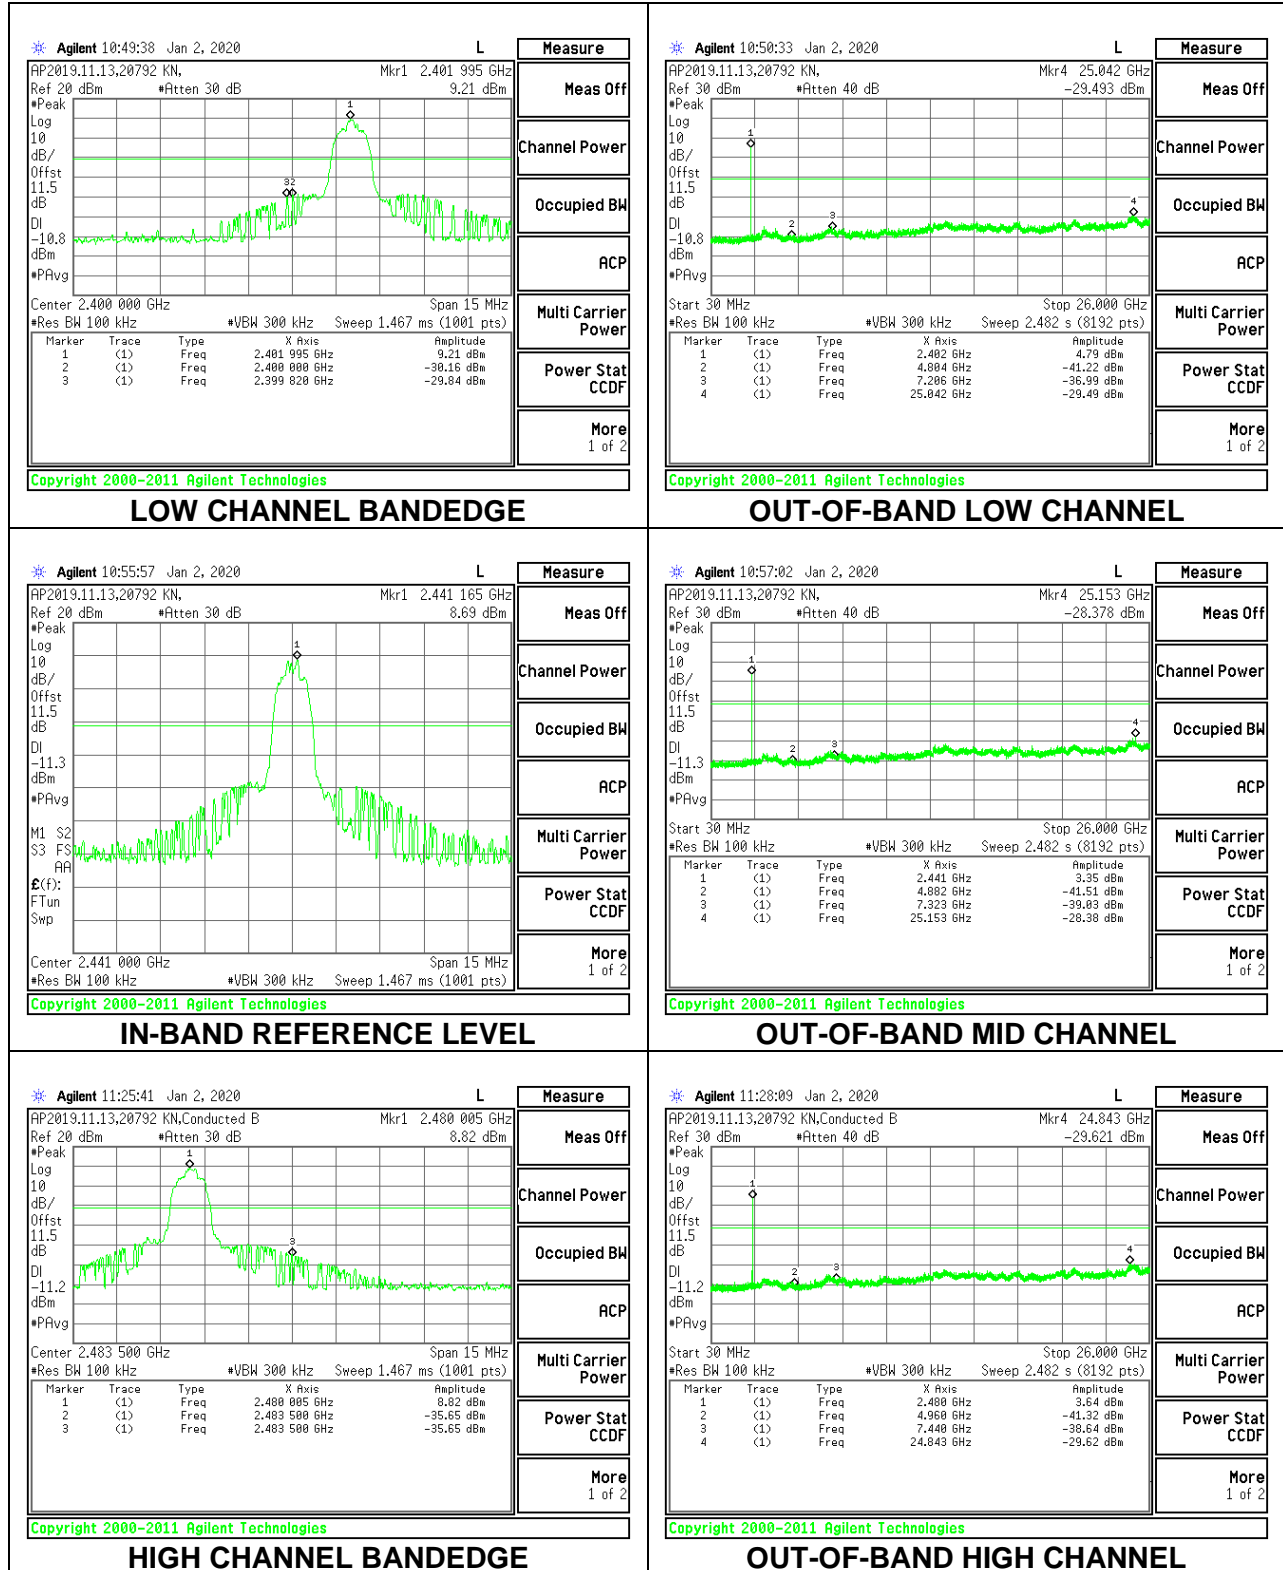 Agilent 10:49:38 Jan 2, 2020 L Measure
AP2019.11.13,20792 KN, Mkr1 2.401 995 GHz
Ref 20 dBm #Atten 30 dB 9.21 dBm
#Peak
Log
10
dB/
Offst
11.5
dB
DI
-10.8
dBm
#PAvg
1
3 2
Center 2.400 000 GHz Span 15 MHz
#Res BW 100 kHz #VBW 300 kHz Sweep 1.467 ms (1001 pts)
Marker Trace Type X Axis Amplitude
1 (1) Freq 2.401 995 GHz 9.21 dBm
2 (1) Freq 2.400 000 GHz -30.16 dBm
3 (1) Freq 2.399 820 GHz -29.84 dBm
Meas Off
Channel Power
Occupied BW
ACP
Multi Carrier
Power
Power Stat
CCDF
More
1 of 2
Copyright 2000-2011 Agilent Technologies
LOW CHANNEL BANDEDGE
Agilent 10:50:33 Jan 2, 2020 L Measure
AP2019.11.13,20792 KN, Mkr4 25.042 GHz
Ref 30 dBm #Atten 40 dB -29.493 dBm
#Peak
Log
10
dB/
Offst
11.5
dB
DI
-10.8
dBm
#PAvg
1
2
3
4
Start 30 MHz Stop 26.000 GHz
#Res BW 100 kHz #VBW 300 kHz Sweep 2.482 s (8192 pts)
Marker Trace Type X Axis Amplitude
1 (1) Freq 2.402 GHz 4.79 dBm
2 (1) Freq 4.804 GHz -41.22 dBm
3 (1) Freq 7.206 GHz -36.99 dBm
4 (1) Freq 25.042 GHz -29.49 dBm
Meas Off
Channel Power
Occupied BW
ACP
Multi Carrier
Power
Power Stat
CCDF
More
1 of 2
Copyright 2000-2011 Agilent Technologies
OUT-OF-BAND LOW CHANNEL
Agilent 10:55:57 Jan 2, 2020 L Measure
AP2019.11.13,20792 KN, Mkr1 2.441 165 GHz
Ref 20 dBm #Atten 30 dB 8.69 dBm
#Peak
Log
10
dB/
Offst
11.5
dB
DI
-11.3
dBm
#PAvg
M1 S2
S3 FS
AA
£(f):
FTun
Swp
1
Center 2.441 000 GHz Span 15 MHz
#Res BW 100 kHz #VBW 300 kHz Sweep 1.467 ms (1001 pts)
Meas Off
Channel Power
Occupied BW
ACP
Multi Carrier
Power
Power Stat
CCDF
More
1 of 2
Copyright 2000-2011 Agilent Technologies
IN-BAND REFERENCE LEVEL
Agilent 10:57:02 Jan 2, 2020 L Measure
AP2019.11.13,20792 KN, Mkr4 25.153 GHz
Ref 30 dBm #Atten 40 dB -28.378 dBm
#Peak
Log
10
dB/
Offst
11.5
dB
DI
-11.3
dBm
#PAvg
1
2
3
4
Start 30 MHz Stop 26.000 GHz
#Res BW 100 kHz #VBW 300 kHz Sweep 2.482 s (8192 pts)
Marker Trace Type X Axis Amplitude
1 (1) Freq 2.441 GHz 3.35 dBm
2 (1) Freq 4.882 GHz -41.51 dBm
3 (1) Freq 7.323 GHz -39.03 dBm
4 (1) Freq 25.153 GHz -28.38 dBm
Meas Off
Channel Power
Occupied BW
ACP
Multi Carrier
Power
Power Stat
CCDF
More
1 of 2
Copyright 2000-2011 Agilent Technologies
OUT-OF-BAND MID CHANNEL
Agilent 11:25:41 Jan 2, 2020 L Measure
AP2019.11.13,20792 KN,Conducted B Mkr1 2.480 005 GHz
Ref 20 dBm #Atten 30 dB 8.82 dBm
#Peak
Log
10
dB/
Offst
11.5
dB
DI
-11.2
dBm
#PAvg
1
3
Center 2.483 500 GHz Span 15 MHz
#Res BW 100 kHz #VBW 300 kHz Sweep 1.467 ms (1001 pts)
Marker Trace Type X Axis Amplitude
1 (1) Freq 2.480 005 GHz 8.82 dBm
2 (1) Freq 2.483 500 GHz -35.65 dBm
3 (1) Freq 2.483 500 GHz -35.65 dBm
Meas Off
Channel Power
Occupied BW
ACP
Multi Carrier
Power
Power Stat
CCDF
More
1 of 2
Copyright 2000-2011 Agilent Technologies
HIGH CHANNEL BANDEDGE
Agilent 11:28:09 Jan 2, 2020 L Measure
AP2019.11.13,20792 KN,Conducted B Mkr4 24.843 GHz
Ref 30 dBm #Atten 40 dB -29.621 dBm
#Peak
Log
10
dB/
Offst
11.5
dB
DI
-11.2
dBm
#PAvg
1
2
3
4
Start 30 MHz Stop 26.000 GHz
#Res BW 100 kHz #VBW 300 kHz Sweep 2.482 s (8192 pts)
Marker Trace Type X Axis Amplitude
1 (1) Freq 2.480 GHz 3.64 dBm
2 (1) Freq 4.960 GHz -41.32 dBm
3 (1) Freq 7.440 GHz -38.64 dBm
4 (1) Freq 24.843 GHz -29.62 dBm
Meas Off
Channel Power
Occupied BW
ACP
Multi Carrier
Power
Power Stat
CCDF
More
1 of 2
Copyright 2000-2011 Agilent Technologies
OUT-OF-BAND HIGH CHANNEL